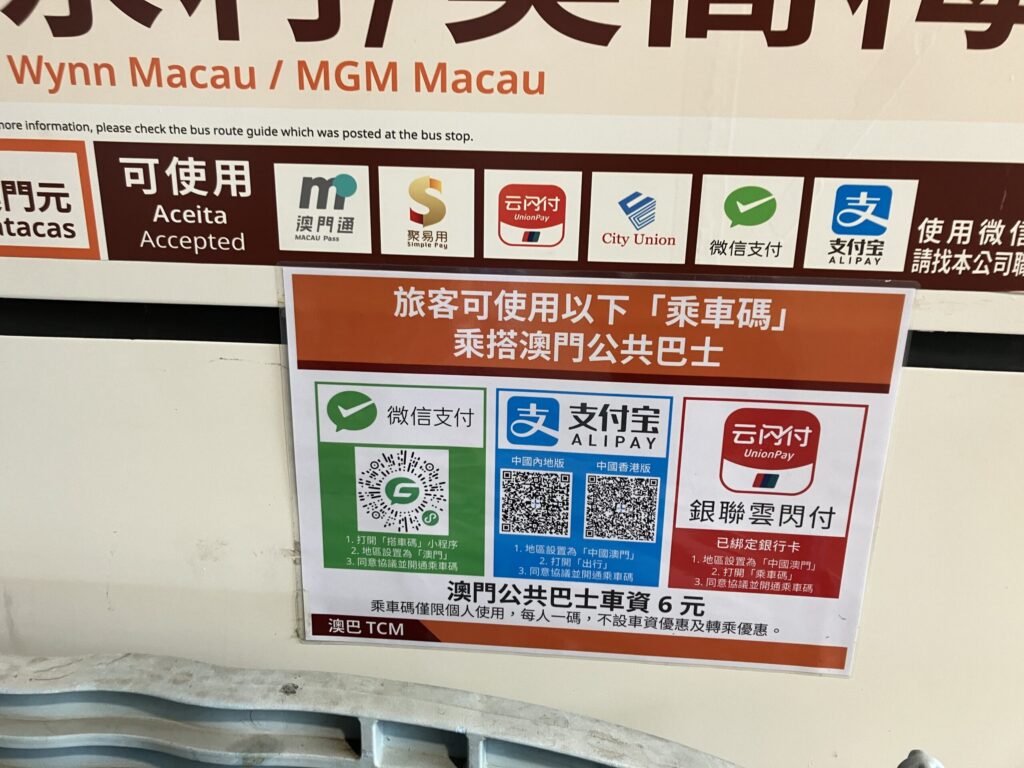 Wynn Macau / MGM Macau
more information, please check the bus route guide which was posted at the bus stop.
門元
tacas
可使用
Aceita
Accepted
澳門通
MACAU Pass
聚易用
Simple Pay
云闪付
UnionPay
City Union
微信支付
支
支付宝
ALIPAY
使用微信
請找本公司職
旅客可使用以下「乘車碼」
乘搭澳門公共巴士
微信支付
1. 打開「搭車碼」小程序
2. 地區設置為「澳門」
3. 同意協議並開通乘車碼
支
支付宝
ALIPAY
中國內地版
中國香港版
1. 地區設置為「中國澳門」
2. 打開「出行」
3. 同意協議並開通乘車碼
云闪付
UnionPay
銀聯雲閃付
已綁定銀行卡
1. 地區設置為「中國澳門」
2. 打開「乘車碼」
3. 同意協議並開通乘車碼
澳門公共巴士車資 6 元
乘車碼僅限個人使用，每人一碼，不設車資優惠及轉乘優惠。
澳巴 TCM